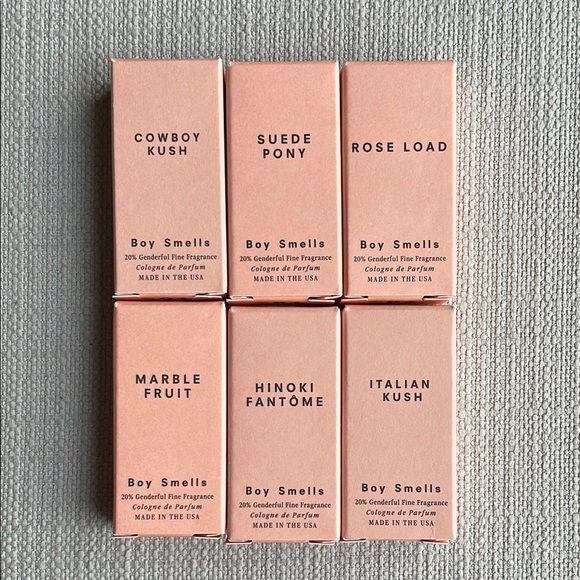 COWBOY
KUSH
Boy Smells
20% Genderful Fine Fragrance
Cologne de Parfum
MADE IN THE USA
SUEDE
PONY
Boy Smells
20% Genderful Fine Fragrance
Cologne de Parfum
MADE IN THE USA
ROSE LOAD
Boy Smells
20% Genderful Fine Fragrance
Cologne de Parfum
MADE IN THE USA
MARBLE
FRUIT
Boy Smells
20% Genderful Fine Fragrance
Cologne de Parfum
MADE IN THE USA
HINOKI
FANTÔME
Boy Smells
20% Genderful Fine Fragrance
Cologne de Parfum
MADE IN THE USA
ITALIAN
KUSH
Boy Smells
20% Genderful Fine Fragrance
Cologne de Parfum
MADE IN THE USA